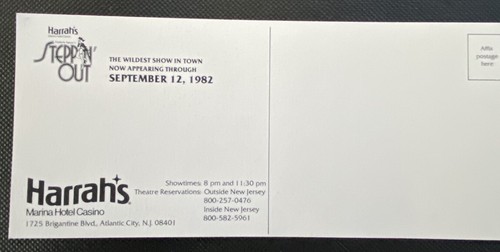 Harrah's
STEPPIN'
OUT
THE WILDEST SHOW IN TOWN
NOW APPEARING THROUGH
SEPTEMBER 12, 1982
Affix
postage
here
Harrah's
Marina Hotel Casino
1725 Brigantine Blvd., Atlantic City, N.J. 08401
Showtimes: 8 pm and 11:30 pm
Theatre Reservations: Outside New Jersey
800-257-0476
Inside New Jersey
800-582-5961